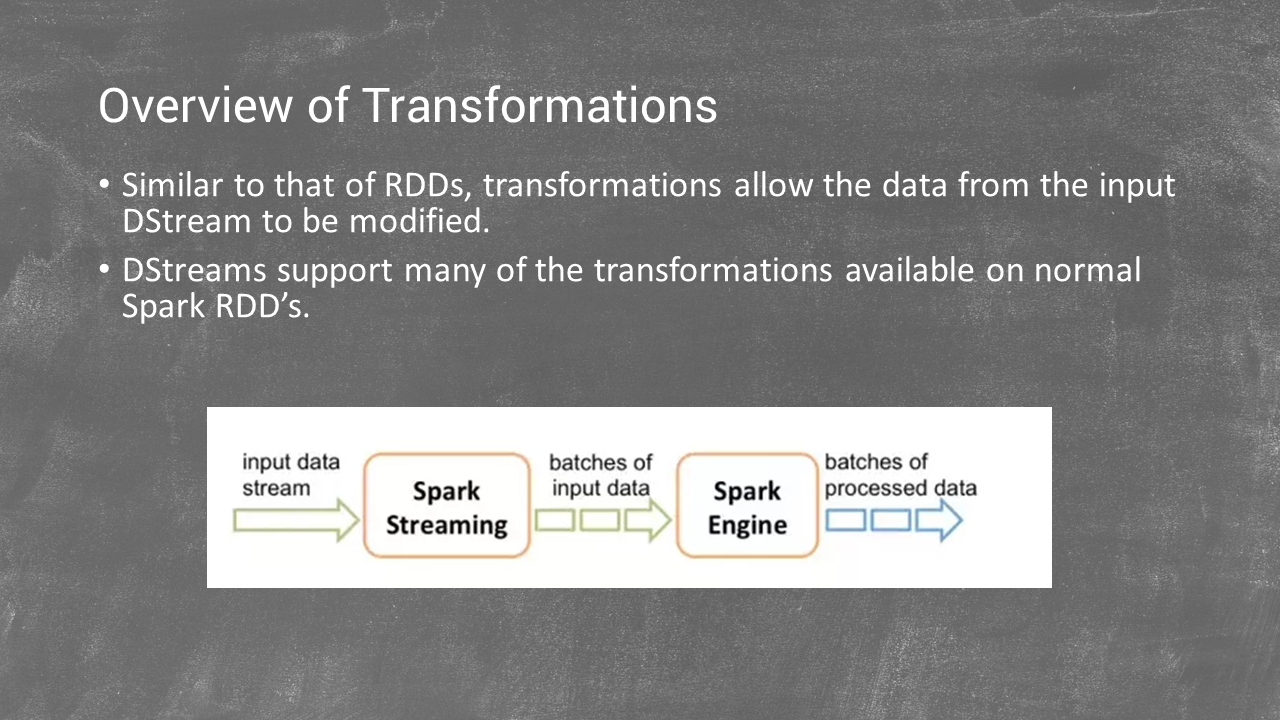 Overview of Transformations
• Similar to that of RDDs, transformations allow the data from the input
DStream to be modified.
• DStreams support many of the transformations available on normal
Spark RDD’s.
input data
stream
Spark
Streaming
batches of
input data
Spark
Engine
batches of
processed data